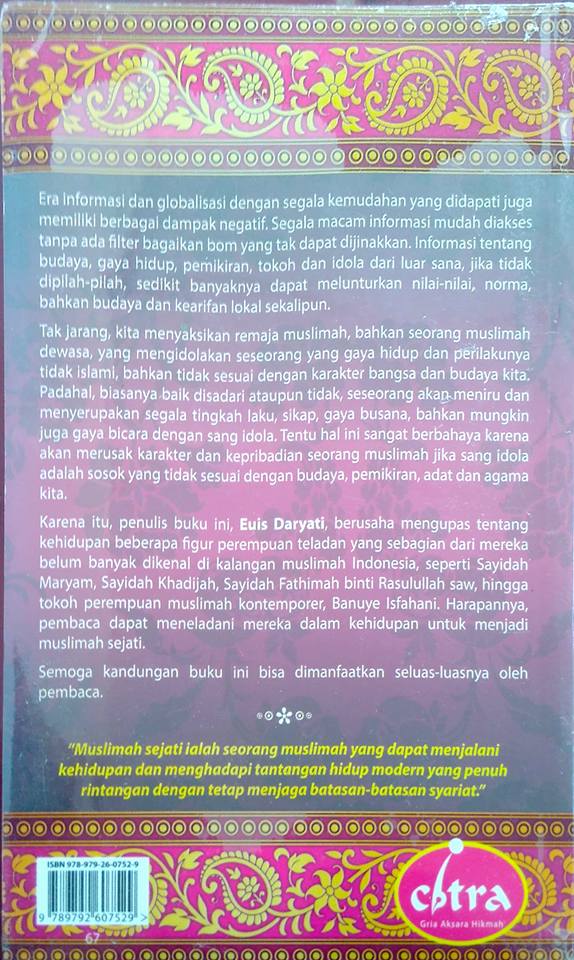 Era informasi dan globalisasi dengan segala kemudahan yang didapati juga
memiliki berbagai dampak negatif. Segala macam informasi mudah diakses
tanpa ada filter bagaikan bom yang tak dapat dijinakkan. Informasi tentang
budaya, gaya hidup, pemikiran, tokoh dan idola dari luar sana, jika tidak
dipilah-pilah, sedikit banyaknya dapat melunturkan nilai-nilai, norma,
bahkan budaya dan kearifan lokal sekalipun.
Tak jarang, kita menyaksikan remaja muslimah, bahkan seorang muslimah
dewasa, yang mengidolakan seseorang yang gaya hidup dan perilakunya
tidak islami, bahkan tidak sesuai dengan karakter bangsa dan budaya kita.
Padahal, biasanya baik disadari ataupun tidak, seseorang akan meniru dan
menyerupakan segala tingkah laku, sikap, gaya busana, bahkan mungkin
juga gaya bicara dengan sang idola. Tentu hal ini sangat berbahaya karena
akan merusak karakter dan kepribadian seorang muslimah jika sang idola
adalah sosok yang tidak sesuai dengan budaya, pemikiran, adat dan agama
kita.
Karena itu, penulis buku ini, Euis Daryati, berusaha mengupas tentang
kehidupan beberapa figur perempuan teladan yang sebagian dari mereka
belum banyak dikenal di kalangan muslimah Indonesia, seperti Sayidah
Maryam, Sayidah Khadijah, Sayidah Fathimah binti Rasulullah saw, hingga
tokoh perempuan muslimah kontemporer, Banuye Isfahani. Harapannya,
pembaca dapat meneladani mereka dalam kehidupan untuk menjadi
muslimah sejati.
Semoga kandungan buku ini bisa dimanfaatkan seluas-luasnya oleh
pembaca.
"Muslimah sejati ialah seorang muslimah yang dapat menjalani
kehidupan dan menghadapi tantangan hidup modern yang penuh
rintangan dengan tetap menjaga batasan-batasan syariat."
ISBN 978-979-26-0752-9
9 789792 607529 >
67
citra
Gria Aksara Hikmah